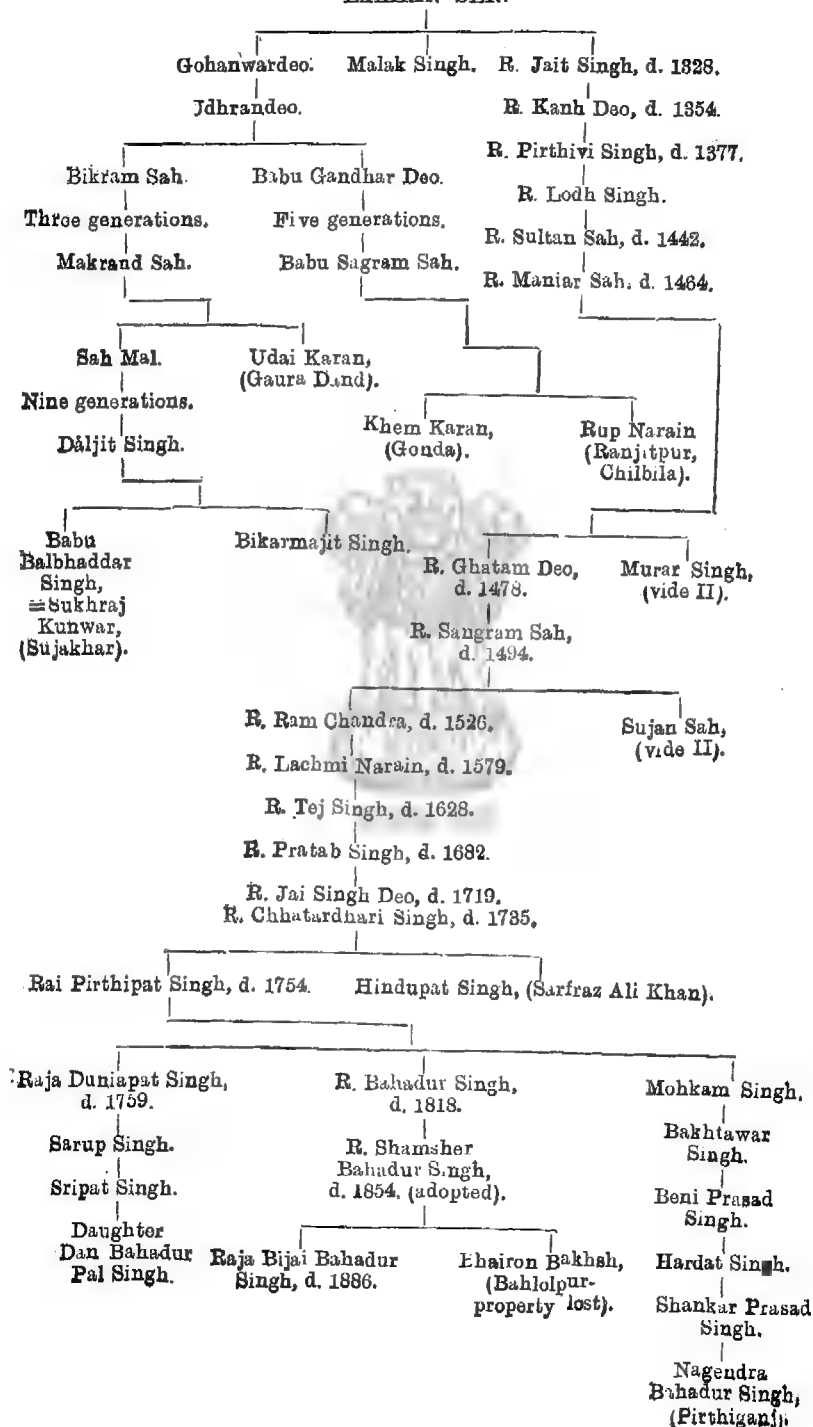 Gohanwardeo. Malak Singh. R. Jait Singh, d. 1328.
Jdhrandeo. R. Kanh Deo, d. 1354.
R. Pirthivi Singh, d. 1377.
Bikram Sah. Babu Gandhar Deo.
R. Lodh Singh.
Three generations. Five generations.
R. Sultan Sah, d. 1442.
Makrand Sah. Babu Sagram Sah.
R. Maniar Sah. d. 1464.
Sah Mal. Udai Karan,
(Gaura Dand).
Nine generations.
Khem Karan, Rup Narain
(Gonda). (Ranjitpur,
Chilbila).
Daljit Singh.
Babu Bikarmajit Singh.
Balbhaddar
Singh,
=Sukhraj
Kunwar,
(Sujakhar).
R. Ghatam Deo, Murar Singh,
d. 1478. (vide II).
R. Sangram Sah,
d. 1494.
R. Ram Chandra, d. 1526. Sujan Sah,
(vide II).
R. Lachmi Narain, d. 1579.
R. Tej Singh, d. 1628.
R. Pratab Singh, d. 1682.
R. Jai Singh Deo, d. 1719.
R. Chhatardhari Singh, d. 1735.
Rai Pirthipat Singh, d. 1754. Hindupat Singh, (Sarfraz Ali Khan).
Raja Duniapat Singh, R. Bahadur Singh, Mohkam Singh.
d. 1759. d. 1818.
Sarup Singh. R. Shamsher Bakhtawar
Bahadur Singh, Singh.
Sripat Singh. d. 1854. (adopted). Beni Prasad
Singh.
Daughter
Dan Bahadur Raja Bijai Bahadur Bhairon Bakhsh, Hardat Singh.
Pal Singh. Singh, d. 1886. (Bahlolpur-
property lost). Shankar Prasad
Singh.
Nagendra
Bahadur Singh,
(Pirthiganj).